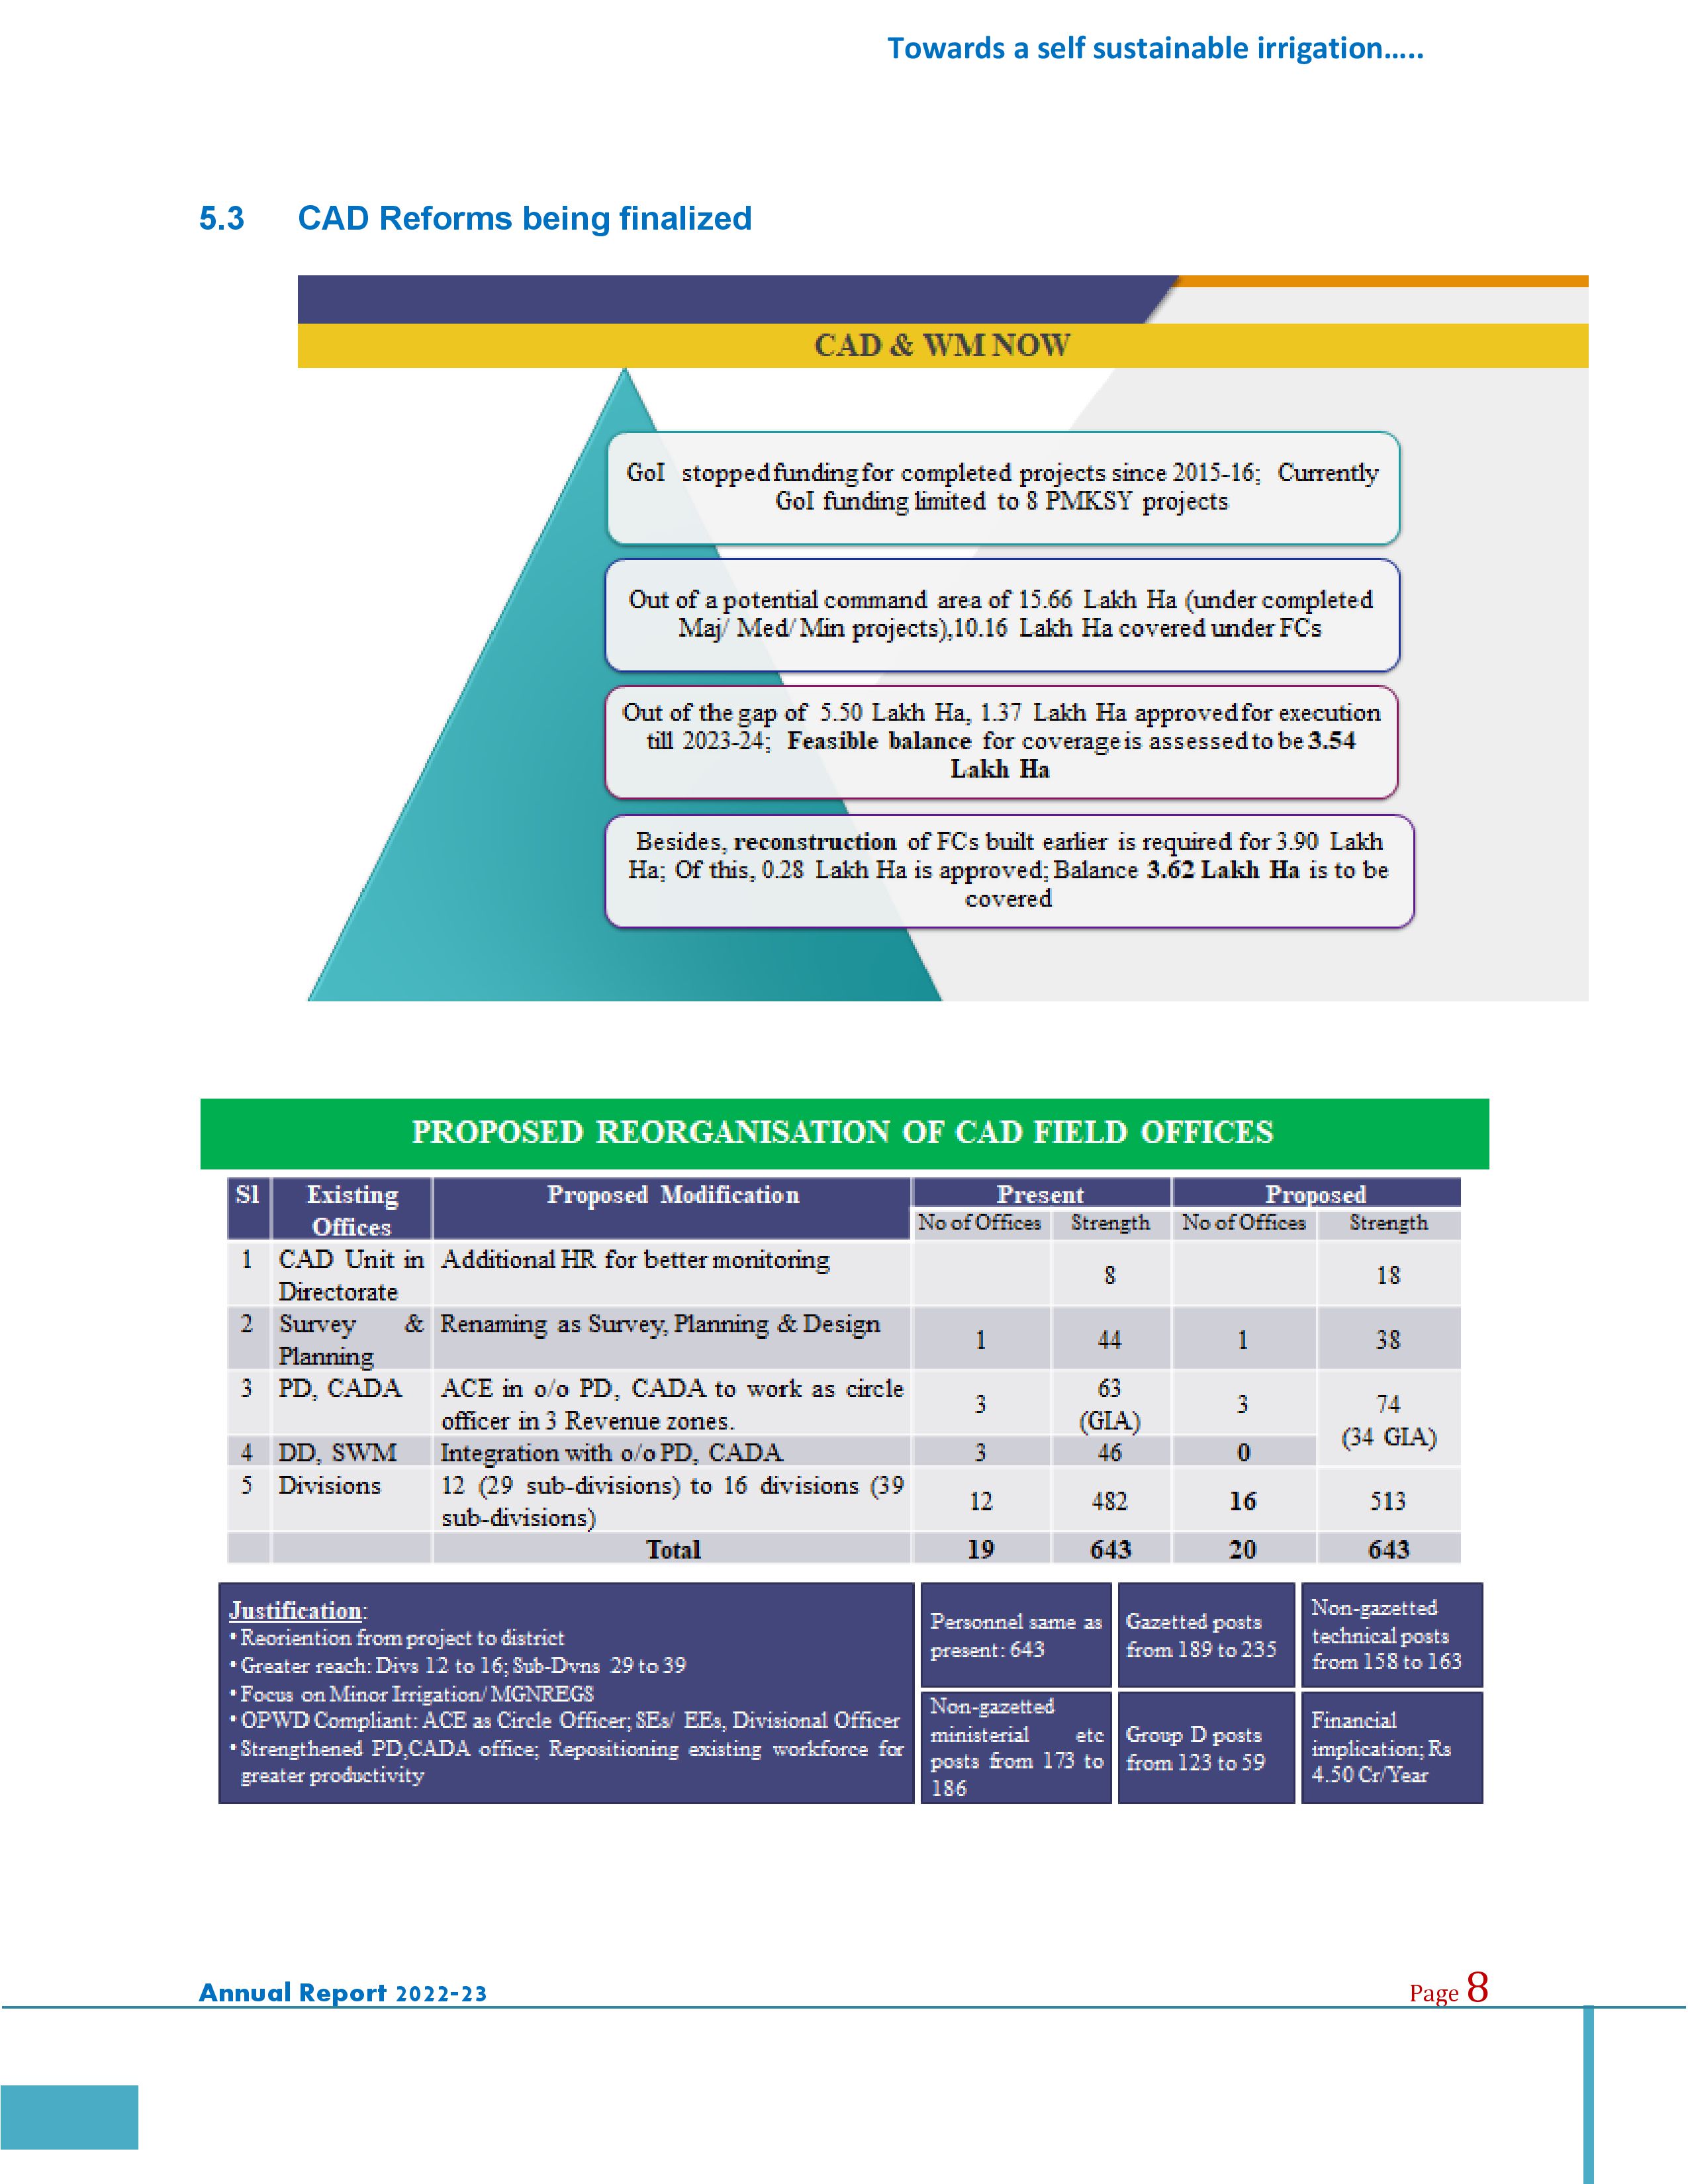 Towards a self sustainable irrigation…..
5.3 CAD Reforms being finalized
CAD & WM NOW
GoI stopped funding for completed projects since 2015-16; Currently
GoI funding limited to 8 PMKSY projects
Out of a potential command area of 15.66 Lakh Ha (under completed
Maj/ Med/ Min projects),10.16 Lakh Ha covered under FCs
Out of the gap of 5.50 Lakh Ha, 1.37 Lakh Ha approved for execution
till 2023-24; Feasible balance for coverage is assessed to be 3.54
Lakh Ha
Besides, reconstruction of FCs built earlier is required for 3.90 Lakh
Ha; Of this, 0.28 Lakh Ha is approved; Balance 3.62 Lakh Ha is to be
covered
PROPOSED REORGANISATION OF CAD FIELD OFFICES
Sl Existing Proposed Modification Present Proposed
Offices No of Offices Strength No of Offices Strength
1 CAD Unit in Additional HR for better monitoring
Directorate 8 18
2 Survey & Renaming as Survey, Planning & Design
Planning 1 44 1 38
3 PD, CADA ACE in o/o PD, CADA to work as circle 3 63 3 74
officer in 3 Revenue zones. (GIA) (34 GIA)
4 DD, SWM Integration with o/o PD, CADA 3 46 0
5 Divisions 12 (29 sub-divisions) to 16 divisions (39 12 482 16 513
sub-divisions)
Total 19 643 20 643
Justification:
• Reoriention from project to district
• Greater reach: Divs 12 to 16; Sub-Dvns 29 to 39
• Focus on Minor Irrigation/ MGNREGS
• OPWD Compliant: ACE as Circle Officer; SEs/ EEs, Divisional Officer
• Strengthened PD,CADA office; Repositioning existing workforce for
greater productivity
Personnel same as
present: 643
Gazetted posts
from 189 to 235
Non-gazetted
technical posts
from 158 to 163
Non-gazetted
ministerial etc
posts from 173 to
186
Group D posts
from 123 to 59
Financial
implication; Rs
4.50 Cr/Year
Annual Report 2022-23 Page 8